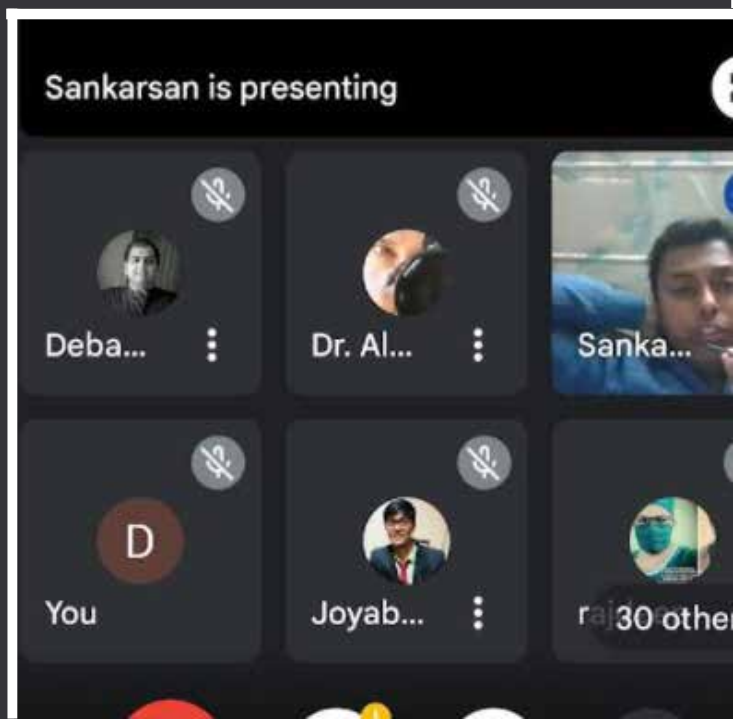 Sankarsan is presenting
Deba...
Dr. Al...
Sanka...
D
You
Joyab...
30 other